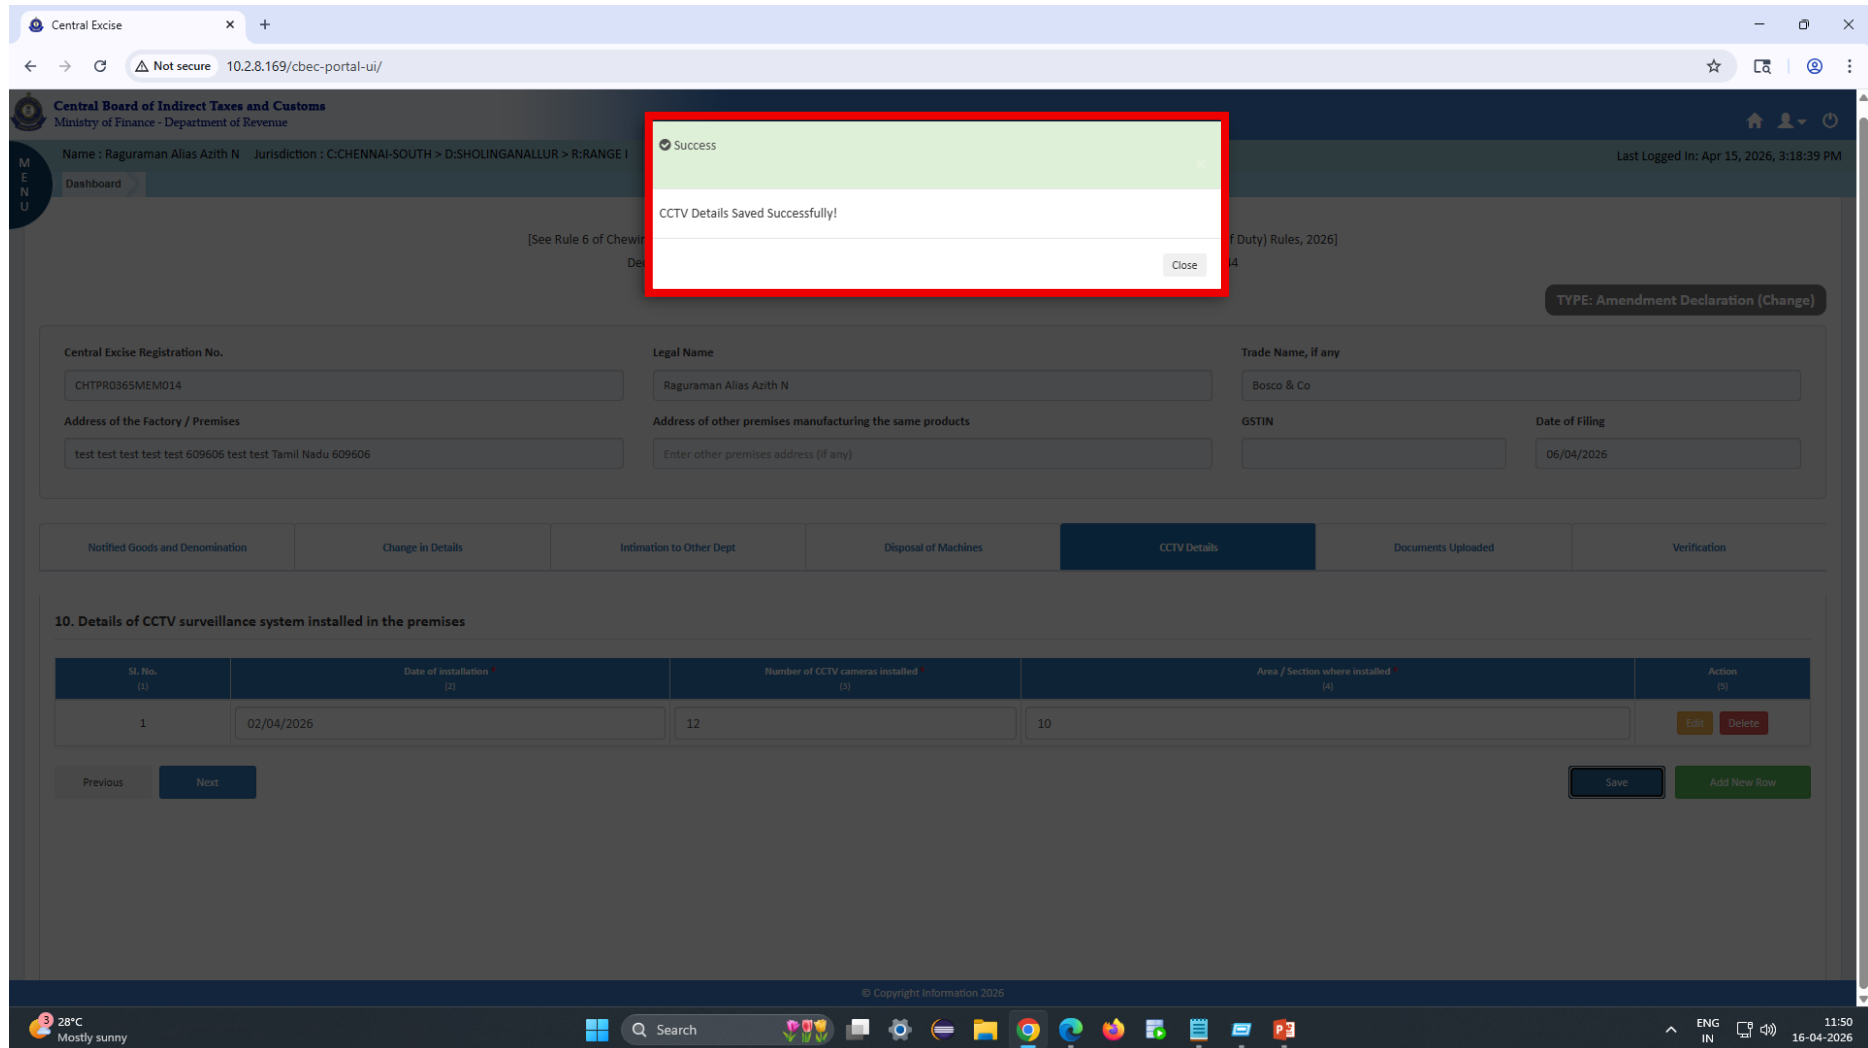 Central Excise
Not secure 10.2.8.169/cbec-portal-ui/
Central Board of Indirect Taxes and Customs
Ministry of Finance - Department of Revenue
Name : Raguraman Alias Azith N Jurisdiction : C:CHENNAI-SOUTH > D:SHOLINGANALLUR > R:RANGE I
Last Logged In: Apr 15, 2026, 3:18:39 PM
MENU
Dashboard
Success
CCTV Details Saved Successfully!
Close
[See Rule 6 of Duty) Rules, 2026]
TYPE: Amendment Declaration (Change)
Central Excise Registration No. Legal Name Trade Name, if any
CHTPR0365MEM014 Raguraman Alias Azith N Bosco & Co
Address of the Factory / Premises Address of other premises manufacturing the same products GSTIN Date of Filing
test test test test test 609606 test test Tamil Nadu 609606 Enter other premises address (if any) 06/04/2026
Notified Goods and Denomination Change in Details Intimation to Other Dept Disposal of Machines CCTV Details Documents Uploaded Verification
10. Details of CCTV surveillance system installed in the premises
Sl. No. Date of installation * Number of CCTV cameras installed * Area / Section where installed * Action
(1) (2) (3) (4) (5)
1 02/04/2026 12 10 Edit Delete
Previous Next Save Add New Row
© Copyright Information 2026
3 28°C
Mostly sunny
Search
ENG
IN
11:50
16-04-2026